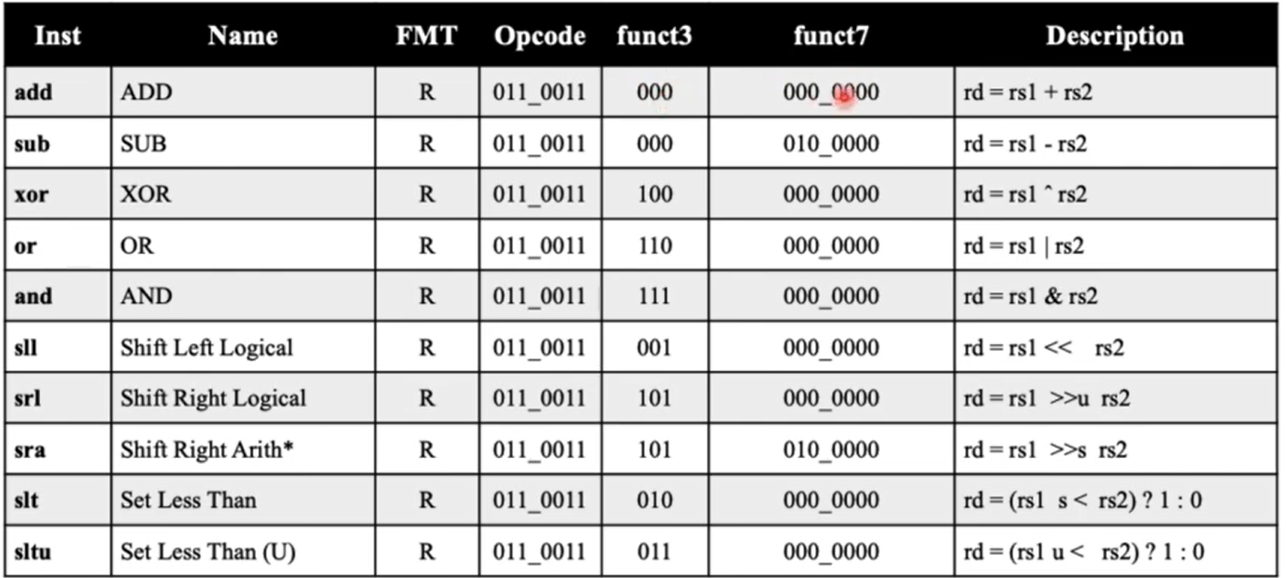 Inst Name FMT Opcode funct3 funct7 Description
add ADD R 011_0011 000 000_0000 rd = rs1 + rs2
sub SUB R 011_0011 000 010_0000 rd = rs1 - rs2
xor XOR R 011_0011 100 000_0000 rd = rs1 ^ rs2
or OR R 011_0011 110 000_0000 rd = rs1 | rs2
and AND R 011_0011 111 000_0000 rd = rs1 & rs2
sll Shift Left Logical R 011_0011 001 000_0000 rd = rs1 << rs2
srl Shift Right Logical R 011_0011 101 000_0000 rd = rs1 >>u rs2
sra Shift Right Arith* R 011_0011 101 010_0000 rd = rs1 >>s rs2
slt Set Less Than R 011_0011 010 000_0000 rd = (rs1 s < rs2) ? 1 : 0
sltu Set Less Than (U) R 011_0011 011 000_0000 rd = (rs1 u < rs2) ? 1 : 0